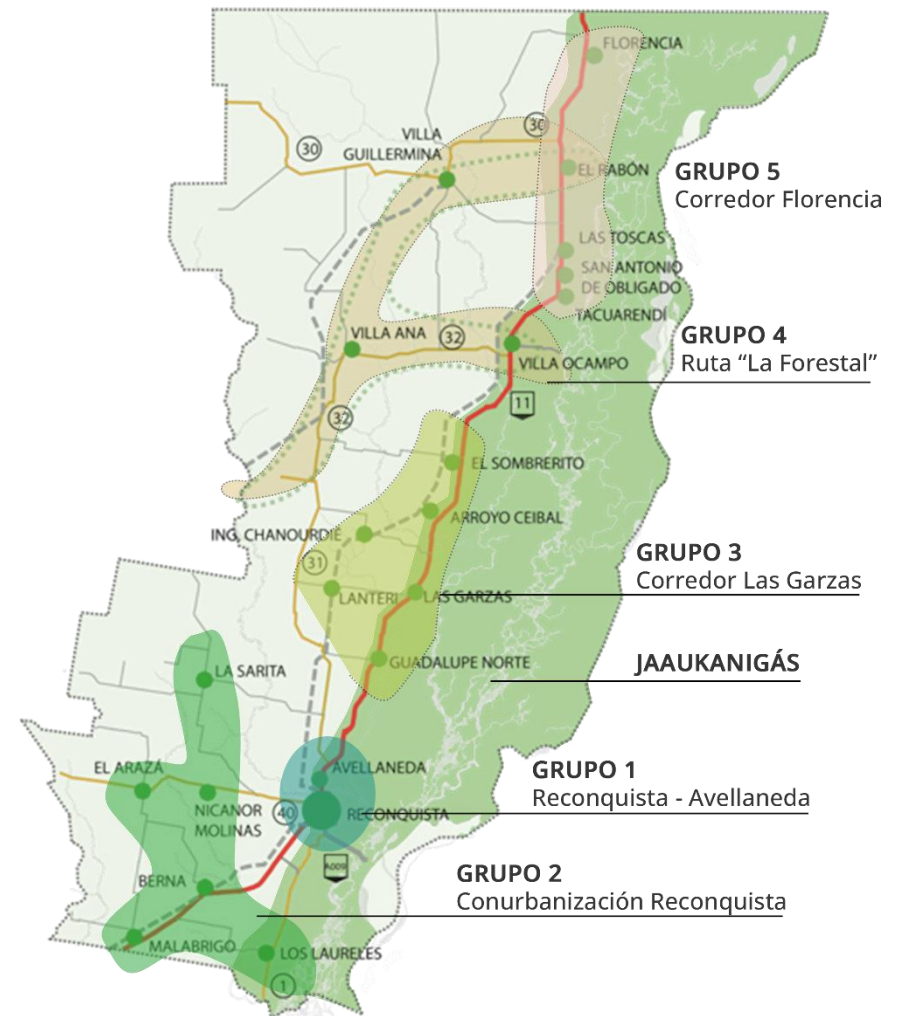 FLORENCIA
30
VILLA
GUILLERMINA
30
EL RABÓN
GRUPO 5
Corredor Florencia
LAS TOSCAS
SAN ANTONIO
DE OBLIGADO
TACUARENDÍ
VILLA ANA
32
VILLA OCAMPO
GRUPO 4
Ruta “La Forestal”
11
32
EL SOMBRERITO
ARROYO CEIBAL
ING. CHANOURDIE
31
LANTERI
LAS GARZAS
GRUPO 3
Corredor Las Garzas
GUADALUPE NORTE
JAAUKANIGÁS
LA SARITA
EL ARAZÁ
AVELLANEDA
GRUPO 1
Reconquista - Avellaneda
NICANOR
MOLINAS
40
RECONQUISTA
A009
BERNA
GRUPO 2
Conurbanización Reconquista
MALABRIGO
LOS LAURELES
1